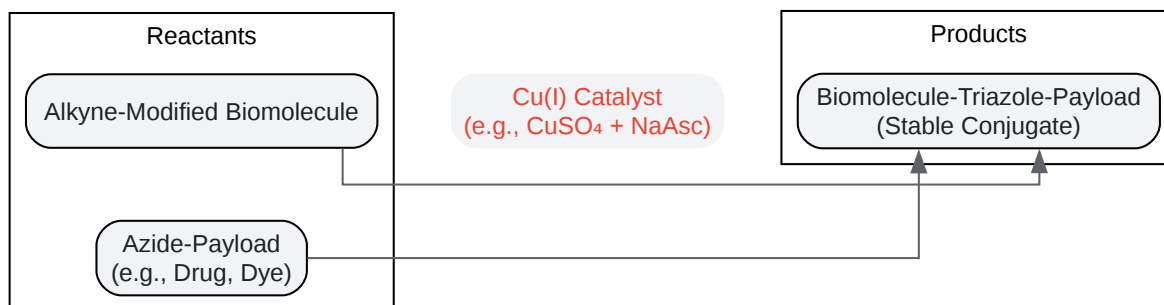 Reactants
Alkyne-Modified Biomolecule
Azide-Payload
(e.g., Drug, Dye)
Cu(I) Catalyst
(e.g., CuSO₄ + NaAsc)
Products
Biomolecule-Triazole-Payload
(Stable Conjugate)